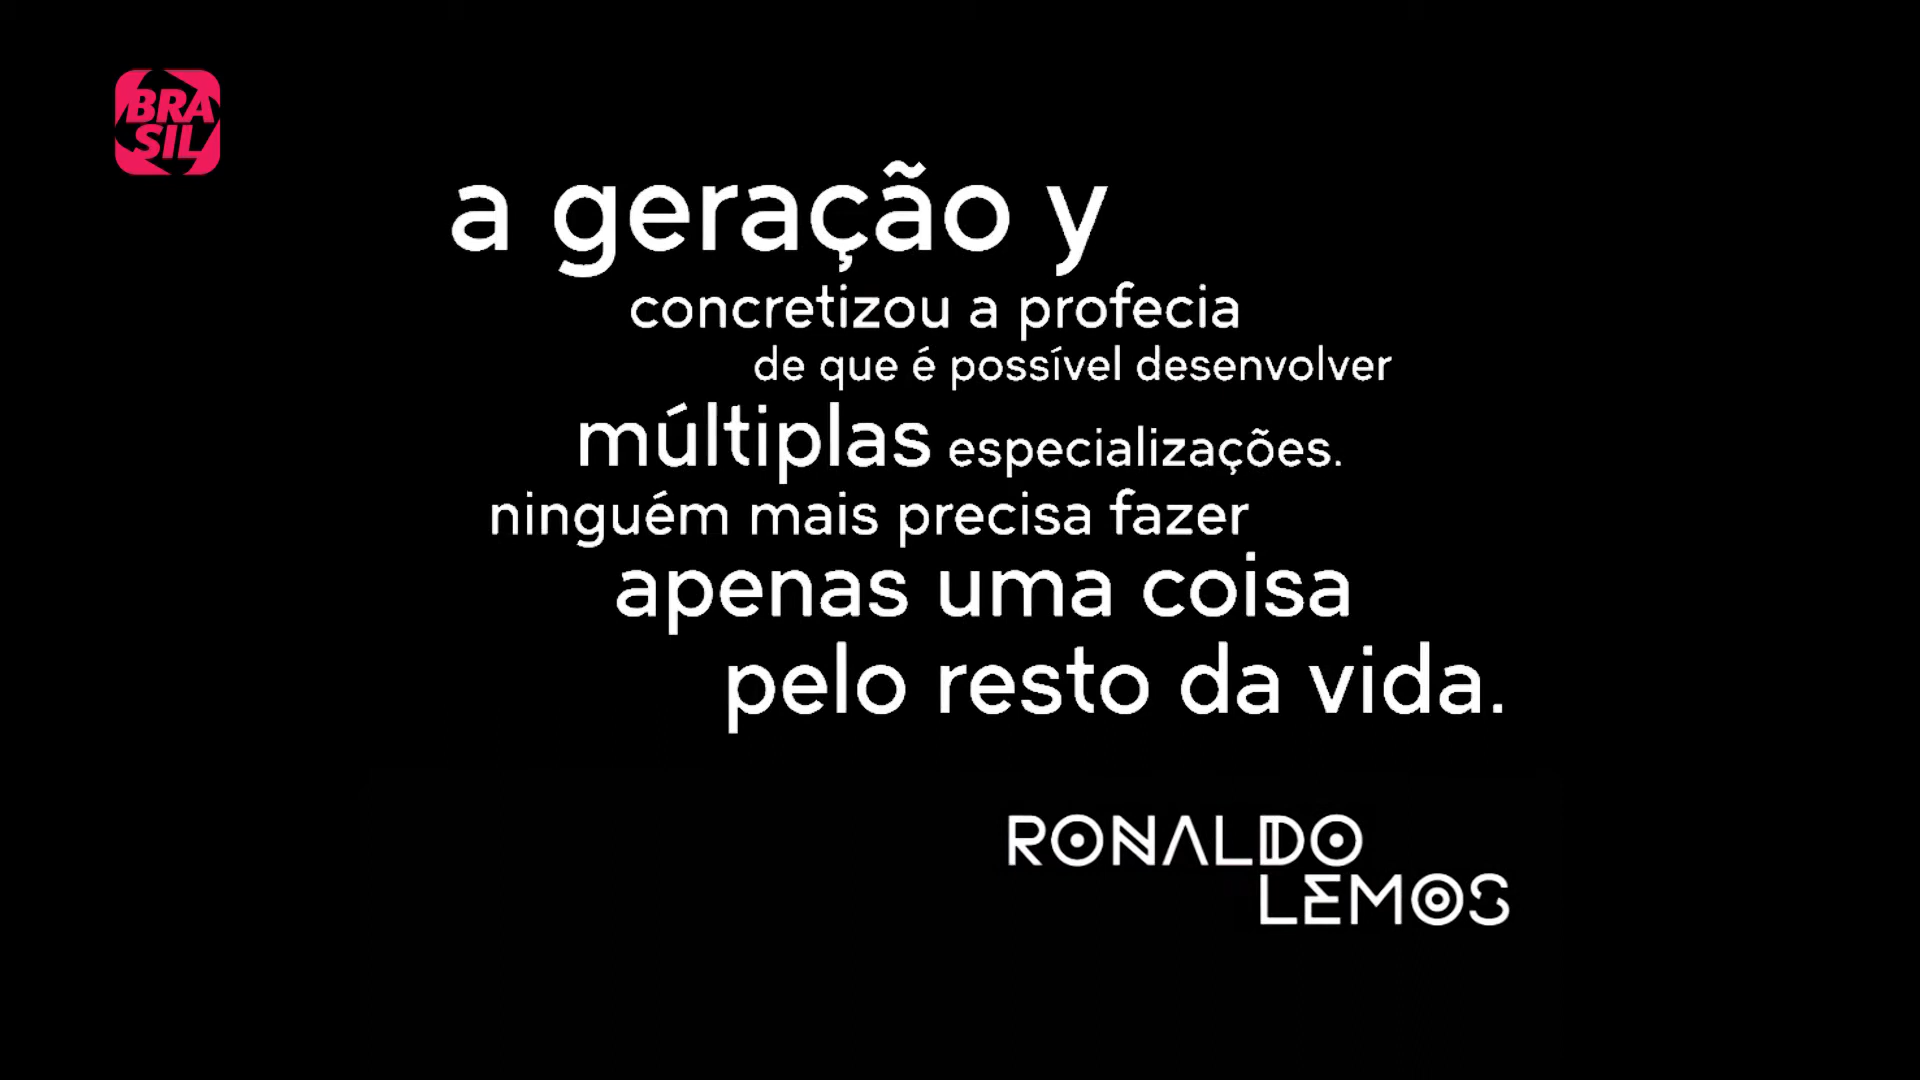 BRA
SIL
a geração y
concretizou a profecia
de que é possível desenvolver
múltiplas especializações.
ninguém mais precisa fazer
apenas uma coisa
pelo resto da vida.
RONALDO
LEMOS